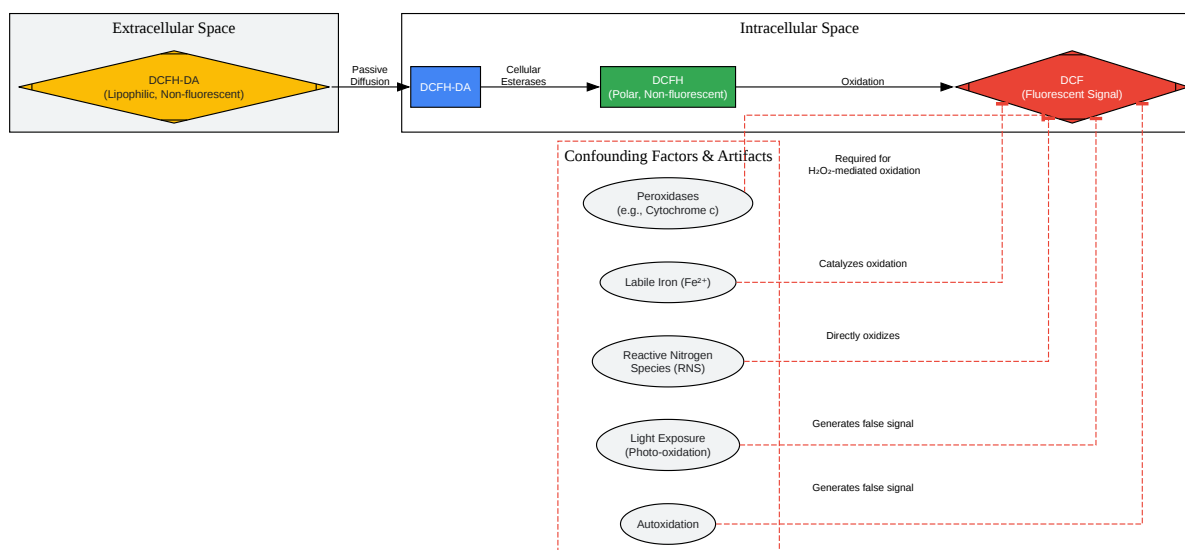 Extracellular Space
Intracellular Space
DCFH-DA
(Lipophilic, Non-fluorescent)
Passive
Diffusion
DCFH-DA
Cellular
Esterases
DCFH
(Polar, Non-fluorescent)
Oxidation
DCF
(Fluorescent Signal)
Confounding Factors & Artifacts
Peroxidases
(e.g., Cytochrome c)
Required for
H₂O₂-mediated oxidation
Labile Iron (Fe²⁺)
Catalyzes oxidation
Reactive Nitrogen
Species (RNS)
Directly oxidizes
Light Exposure
(Photo-oxidation)
Generates false signal
Autoxidation
Generates false signal